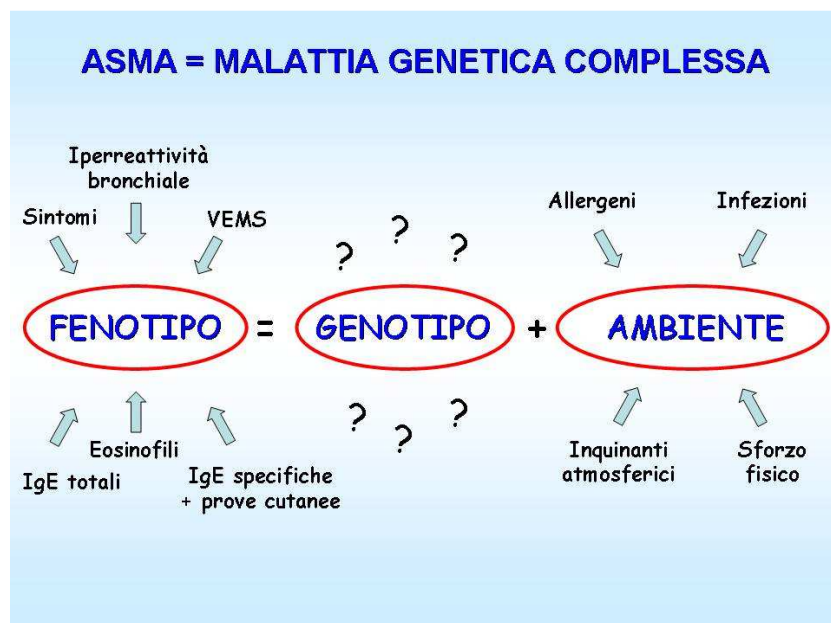 ASMA = MALATTIA GENETICA COMPLESSA
Iperreattività
bronchiale
Sintomi
VEMS
Allergeni
Infezioni
? ? ?
FENOTIPO = GENOTIPO + AMBIENTE
? ? ?
Eosinofili
IgE totali
IgE specifiche
+ prove cutanee
Inquinanti
atmosferici
Sforzo
fisico